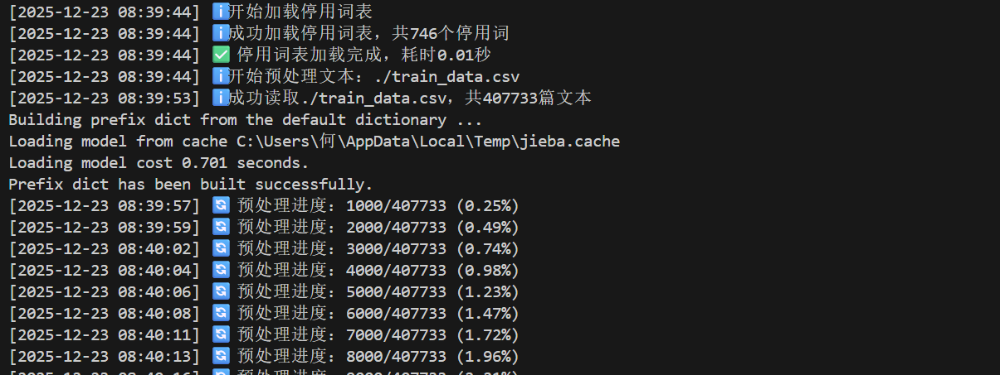 [2025-12-23 08:39:44] ℹ️开始加载停用词表
[2025-12-23 08:39:44] ℹ️成功加载停用词表，共746个停用词
[2025-12-23 08:39:44] ✅ 停用词表加载完成，耗时0.01秒
[2025-12-23 08:39:44] ℹ️开始预处理文本：./train_data.csv
[2025-12-23 08:39:53] ℹ️成功读取./train_data.csv，共407733篇文本
Building prefix dict from the default dictionary ...
Loading model from cache C:\Users\何\AppData\Local\Temp\jieba.cache
Loading model cost 0.701 seconds.
Prefix dict has been built successfully.
[2025-12-23 08:39:57] 🔄 预处理进度：1000/407733 (0.25%)
[2025-12-23 08:39:59] 🔄 预处理进度：2000/407733 (0.49%)
[2025-12-23 08:40:02] 🔄 预处理进度：3000/407733 (0.74%)
[2025-12-23 08:40:04] 🔄 预处理进度：4000/407733 (0.98%)
[2025-12-23 08:40:06] 🔄 预处理进度：5000/407733 (1.23%)
[2025-12-23 08:40:08] 🔄 预处理进度：6000/407733 (1.47%)
[2025-12-23 08:40:11] 🔄 预处理进度：7000/407733 (1.72%)
[2025-12-23 08:40:13] 🔄 预处理进度：8000/407733 (1.96%)